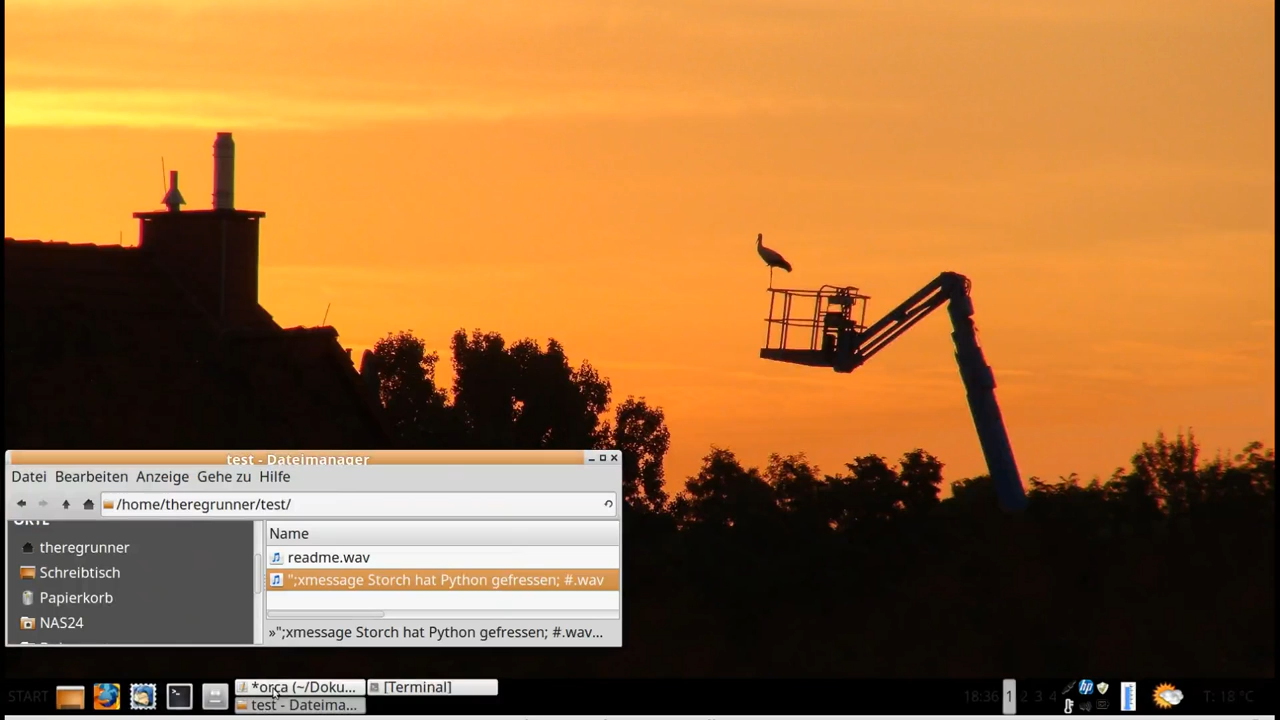 test - Dateimanager
Datei Bearbeiten Anzeige Gehe zu Hilfe
/home/theregrunner/test/
ORTE
theregrunner
Schreibtisch
Papierkorb
NAS24
Name
readme.wav
";xmessage Storch hat Python gefressen; #.wav
»";xmessage Storch hat Python gefressen; #.wav...
START
*orca (~/Doku...
[Terminal]
test - Dateima...
18:36 1 2 3 4
hp
T: 18 °C